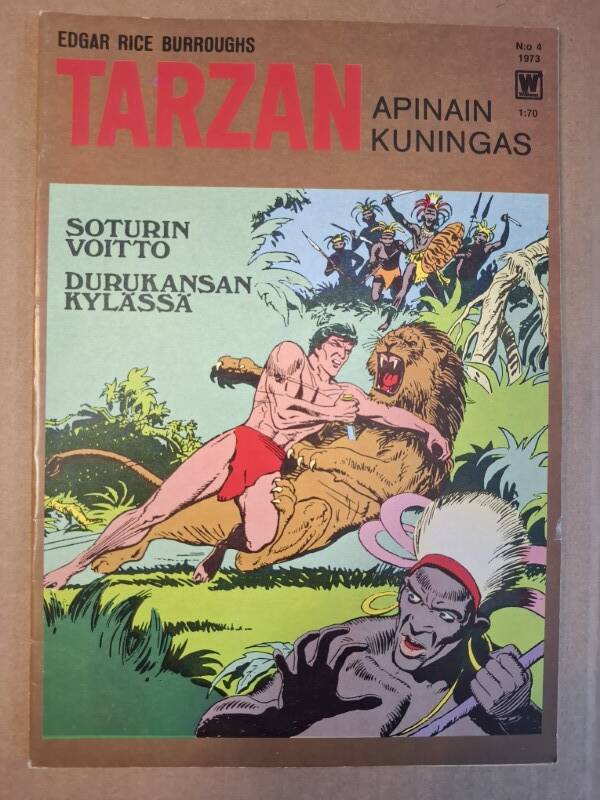 EDGAR RICE BURROUGHS
TARZAN
APINAIN
KUNINGAS
N:o 4
1973
W
1:70
SOTURIN
VOITTO
DURUKANSAN
KYLÄSSÄ